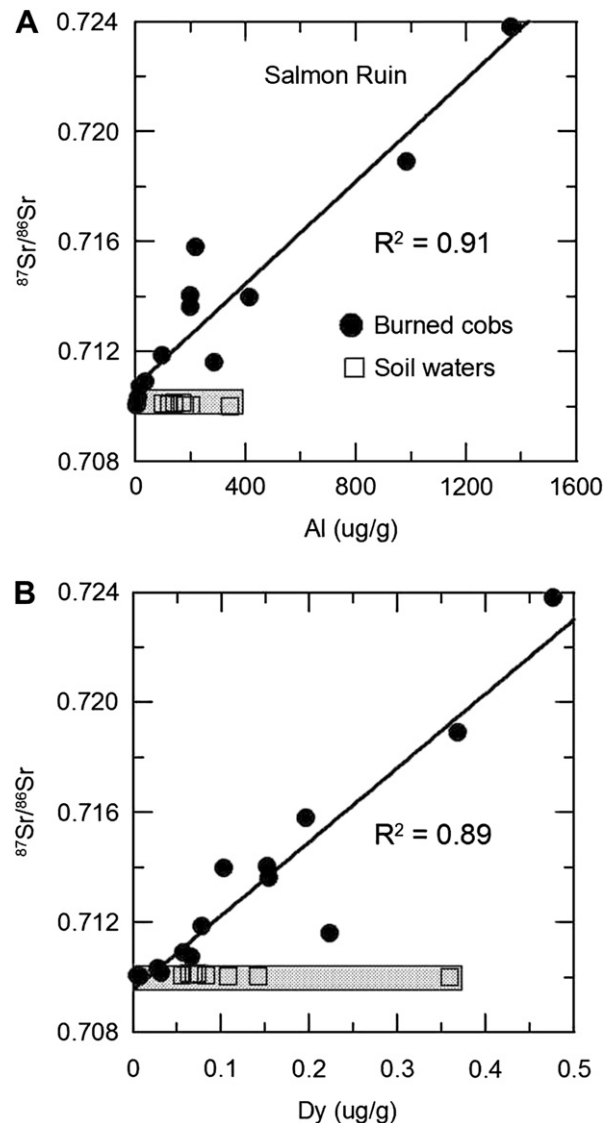 A
0.724
0.720
0.716
0.712
0.708
⁸⁷Sr/⁸⁶Sr
Salmon Ruin
R² = 0.91
Burned cobs
Soil waters
0 400 800 1200 1600
Al (ug/g)
B
0.724
0.720
0.716
0.712
0.708
⁸⁷Sr/⁸⁶Sr
R² = 0.89
0 0.1 0.2 0.3 0.4 0.5
Dy (ug/g)